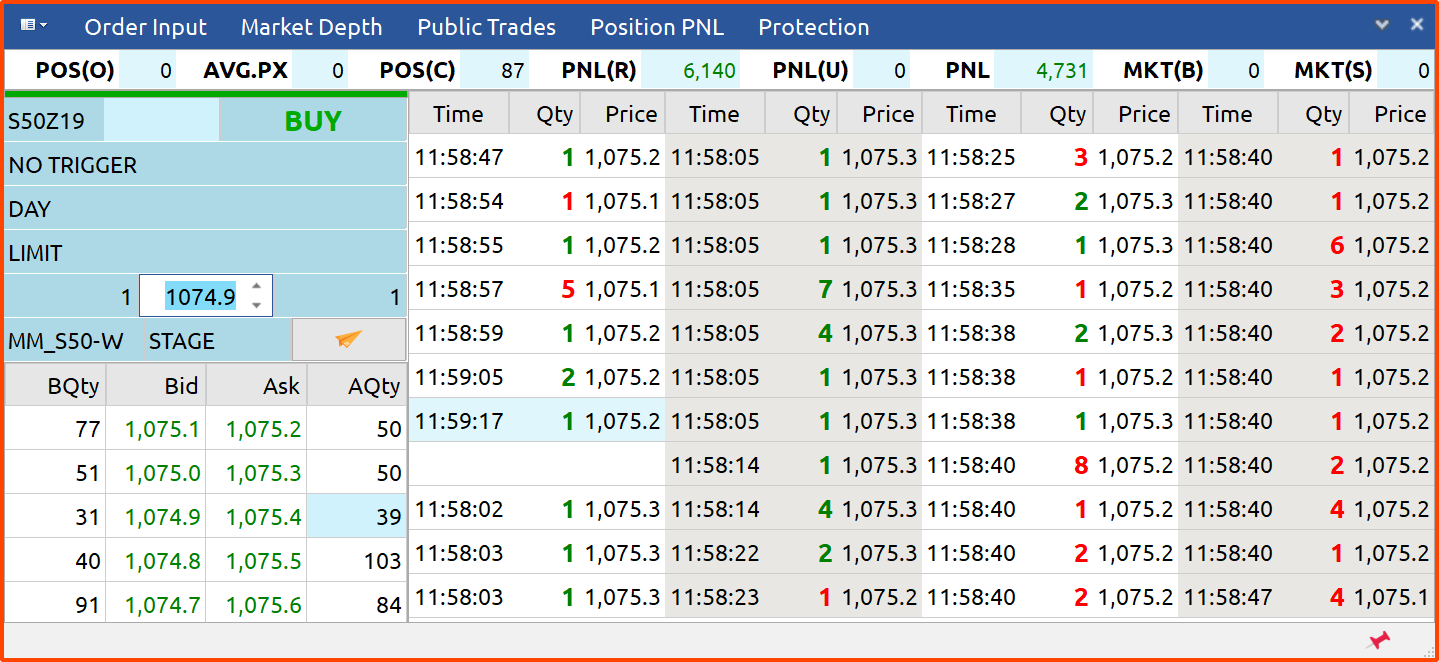 Order Input Market Depth Public Trades Position PNL Protection
POS(O) 0 AVG.PX 0 POS(C) 87 PNL(R) 6,140 PNL(U) 0 PNL 4,731 MKT(B) 0 MKT(S) 0
S50Z19 BUY
NO TRIGGER
DAY
LIMIT
1 1074.9 1
MM_S50-W STAGE
BQty Bid Ask AQty
77 1,075.1 1,075.2 50
51 1,075.0 1,075.3 50
31 1,074.9 1,075.4 39
40 1,074.8 1,075.5 103
91 1,074.7 1,075.6 84
Time Qty Price Time Qty Price Time Qty Price Time Qty Price
11:58:47 1 1,075.2 11:58:05 1 1,075.3 11:58:25 3 1,075.2 11:58:40 1 1,075.2
11:58:54 1 1,075.1 11:58:05 1 1,075.3 11:58:27 2 1,075.3 11:58:40 1 1,075.2
11:58:55 1 1,075.2 11:58:05 1 1,075.3 11:58:28 1 1,075.3 11:58:40 6 1,075.2
11:58:57 5 1,075.1 11:58:05 7 1,075.3 11:58:35 1 1,075.2 11:58:40 3 1,075.2
11:58:59 1 1,075.2 11:58:05 4 1,075.3 11:58:38 2 1,075.3 11:58:40 2 1,075.2
11:59:05 2 1,075.2 11:58:05 1 1,075.3 11:58:38 1 1,075.2 11:58:40 1 1,075.2
11:59:17 1 1,075.2 11:58:05 1 1,075.3 11:58:38 1 1,075.3 11:58:40 1 1,075.2
11:58:14 1 1,075.3 11:58:40 8 1,075.2 11:58:40 2 1,075.2
11:58:02 1 1,075.3 11:58:14 4 1,075.3 11:58:40 1 1,075.2 11:58:40 4 1,075.2
11:58:03 1 1,075.3 11:58:22 2 1,075.3 11:58:40 2 1,075.2 11:58:40 1 1,075.2
11:58:03 1 1,075.3 11:58:23 1 1,075.2 11:58:40 2 1,075.2 11:58:47 4 1,075.1